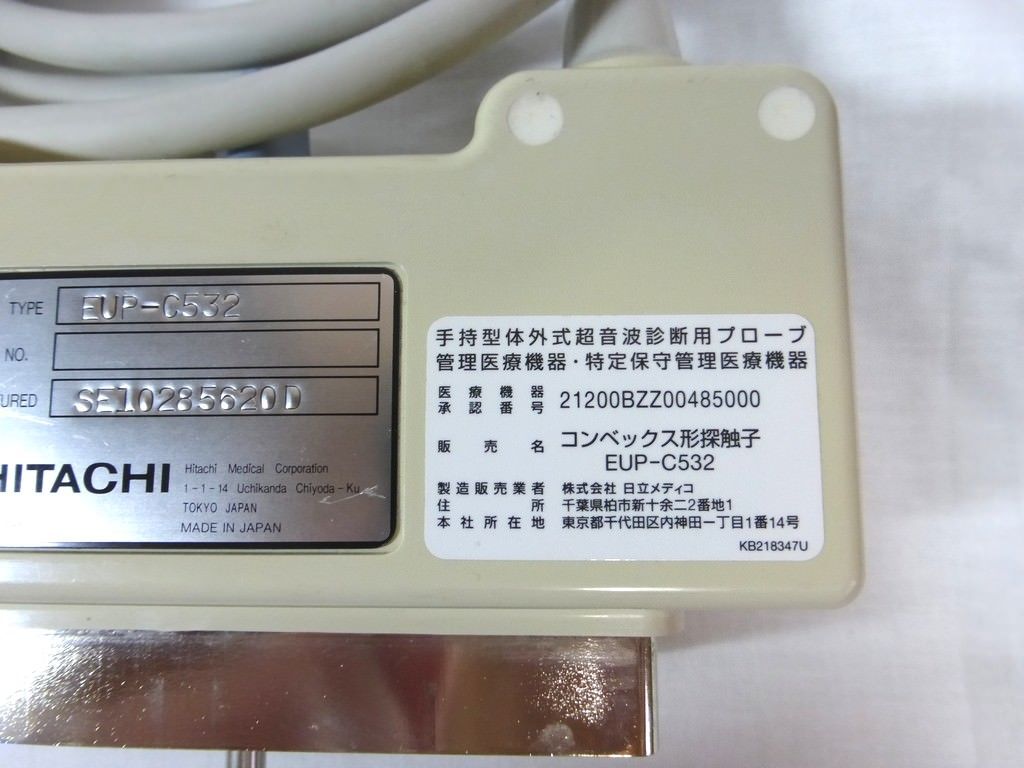 TYPE EUP-C532
NO.
URED SE10285620D
HITACHI
Hitachi Medical Corporation
1-1-14 Uchikanda Chiyoda-Ku
TOKYO JAPAN
MADE IN JAPAN
手持型体外式超音波診断用プローブ
管理医療機器・特定保守管理医療機器
医療機器
承認番号 21200BZZ00485000
販売名 コンベックス形探触子
EUP-C532
製造販売業者 株式会社 日立メディコ
住所 千葉県柏市新十余二2番地1
本社所在地 東京都千代田区内神田一丁目1番14号
KB218347U